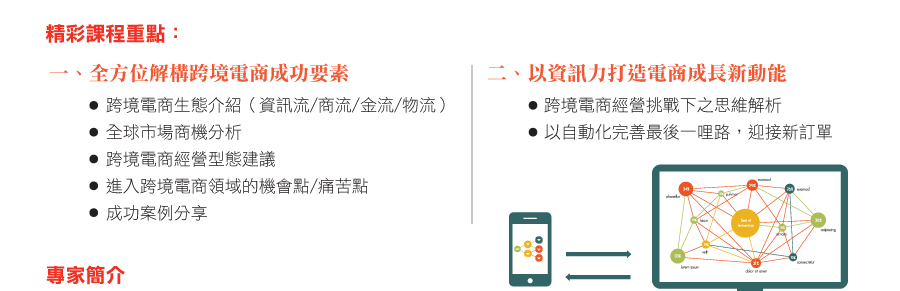 精彩課程重點：
一、全方位解構跨境電商成功要素
● 跨境電商生態介紹（資訊流/商流/金流/物流）
● 全球市場商機分析
● 跨境電商經營型態建議
● 進入跨境電商領域的機會點/痛苦點
● 成功案例分享
二、以資訊力打造電商成長新動能
● 跨境電商經營挑戰下之思維解析
● 以自動化完善最後一哩路，迎接新訂單
lorem ipsum
dolor sit amet
consectetur
專家簡介